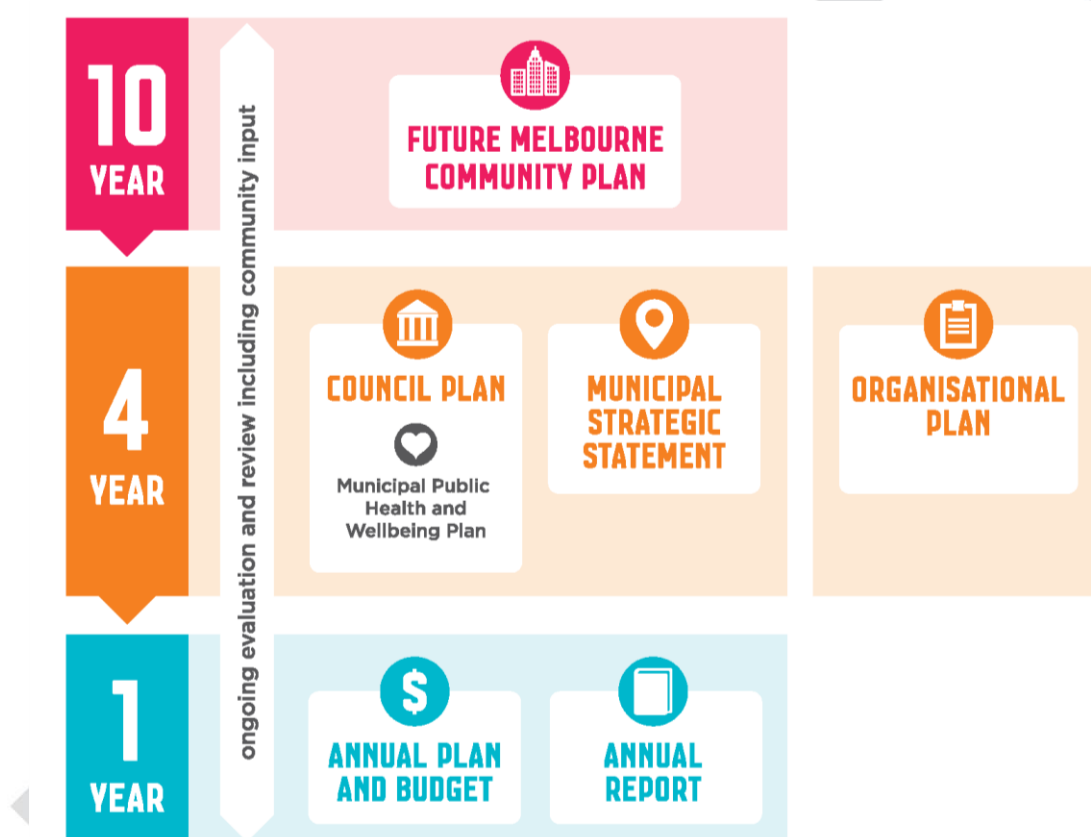 10
YEAR
FUTURE MELBOURNE
COMMUNITY PLAN
ongoing evaluation and review including community input
4
YEAR
COUNCIL PLAN
Municipal Public
Health and
Wellbeing Plan
MUNICIPAL
STRATEGIC
STATEMENT
ORGANISATIONAL
PLAN
1
YEAR
$
ANNUAL PLAN
AND BUDGET
ANNUAL
REPORT